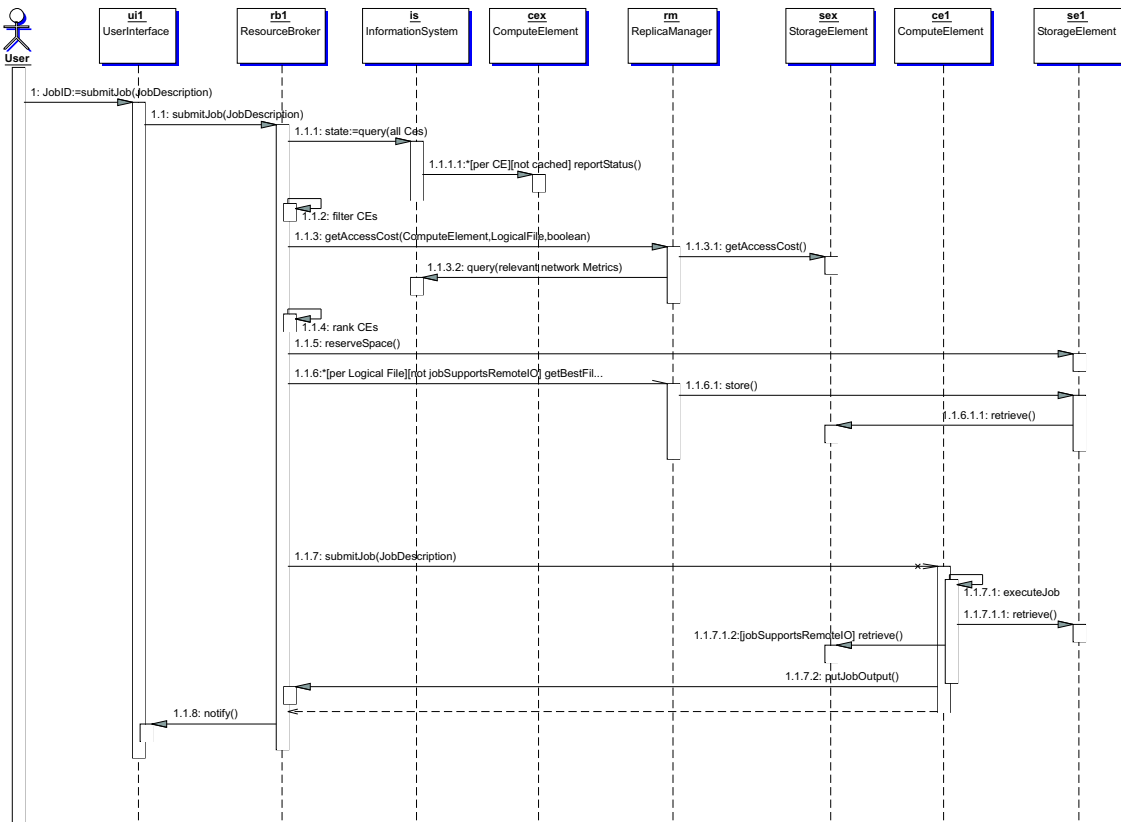 ui1
UserInterface
rb1
ResourceBroker
is
InformationSystem
cex
ComputeElement
rm
ReplicaManager
sex
StorageElement
ce1
ComputeElement
se1
StorageElement
User
1: JobID:=submitJob(JobDescription)
1.1: submitJob(JobDescription)
1.1.1: state:=query(all Ces)
1.1.1.1:*[per CE][not cached] reportStatus()
1.1.2: filter CEs
1.1.3: getAccessCost(ComputeElement,LogicalFile,boolean)
1.1.3.1: getAccessCost()
1.1.3.2: query(relevant network Metrics)
1.1.4: rank CEs
1.1.5: reserveSpace()
1.1.6:*[per Logical File][not jobSupportsRemoteIO] getBestFil...
1.1.6.1: store()
1.1.6.1.1: retrieve()
1.1.7: submitJob(JobDescription)
1.1.7.1: executeJob
1.1.7.1.1: retrieve()
1.1.7.1.2:[jobSupportsRemoteIO] retrieve()
1.1.7.2: putJobOutput()
1.1.8: notify()